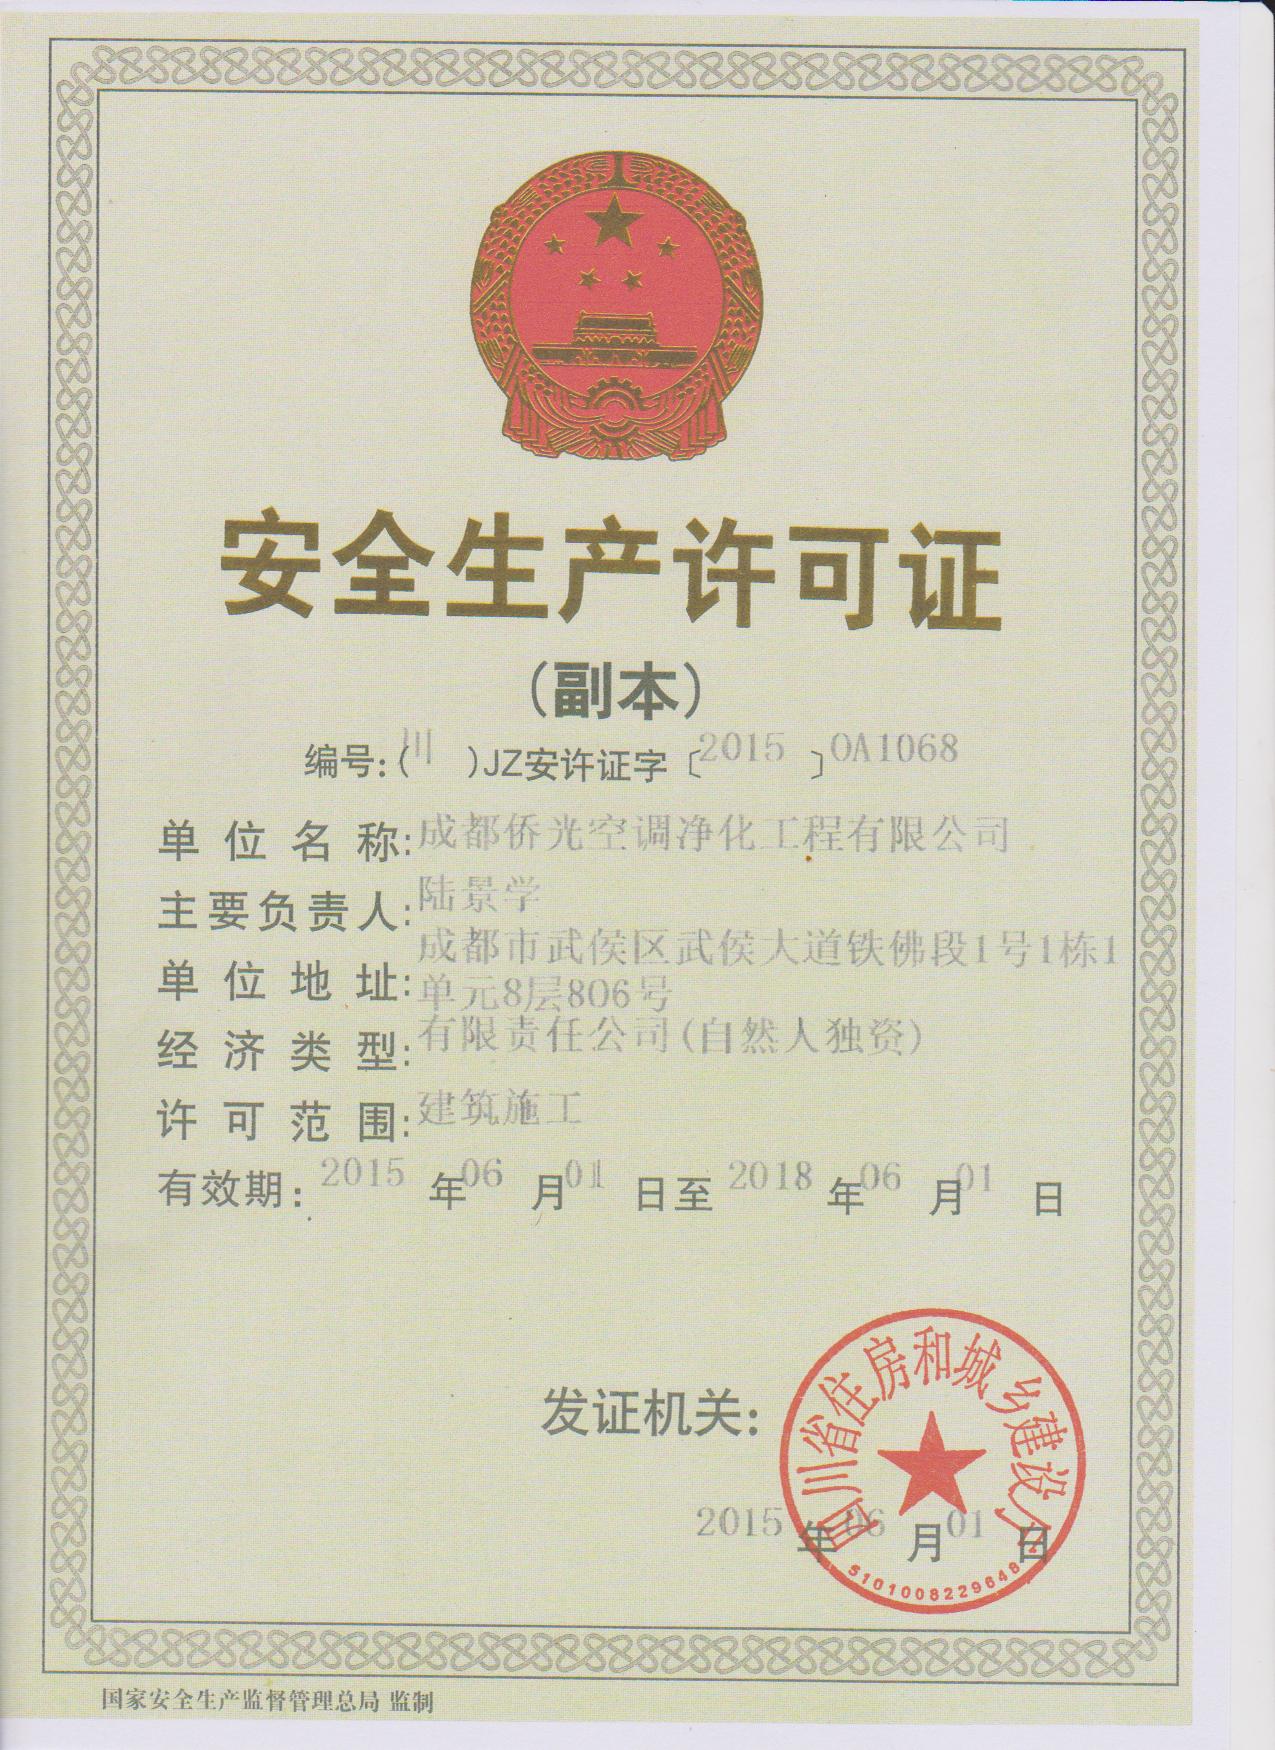 安全生产许可证
(副本)
编号:(川)JZ安许证字〔2015〕0A1068
单位名称:成都侨光空调净化工程有限公司
主要负责人:陆景学
单位地址:成都市武侯区武侯大道铁佛段1号1栋1
单元8层806号
经济类型:有限责任公司(自然人独资)
许可范围:建筑施工
有效期:2015年06月01日至2018年06月01日
发证机关:
四川省住房和城乡建设厅
2015年06月01日
5101008229648
国家安全生产监督管理总局 监制